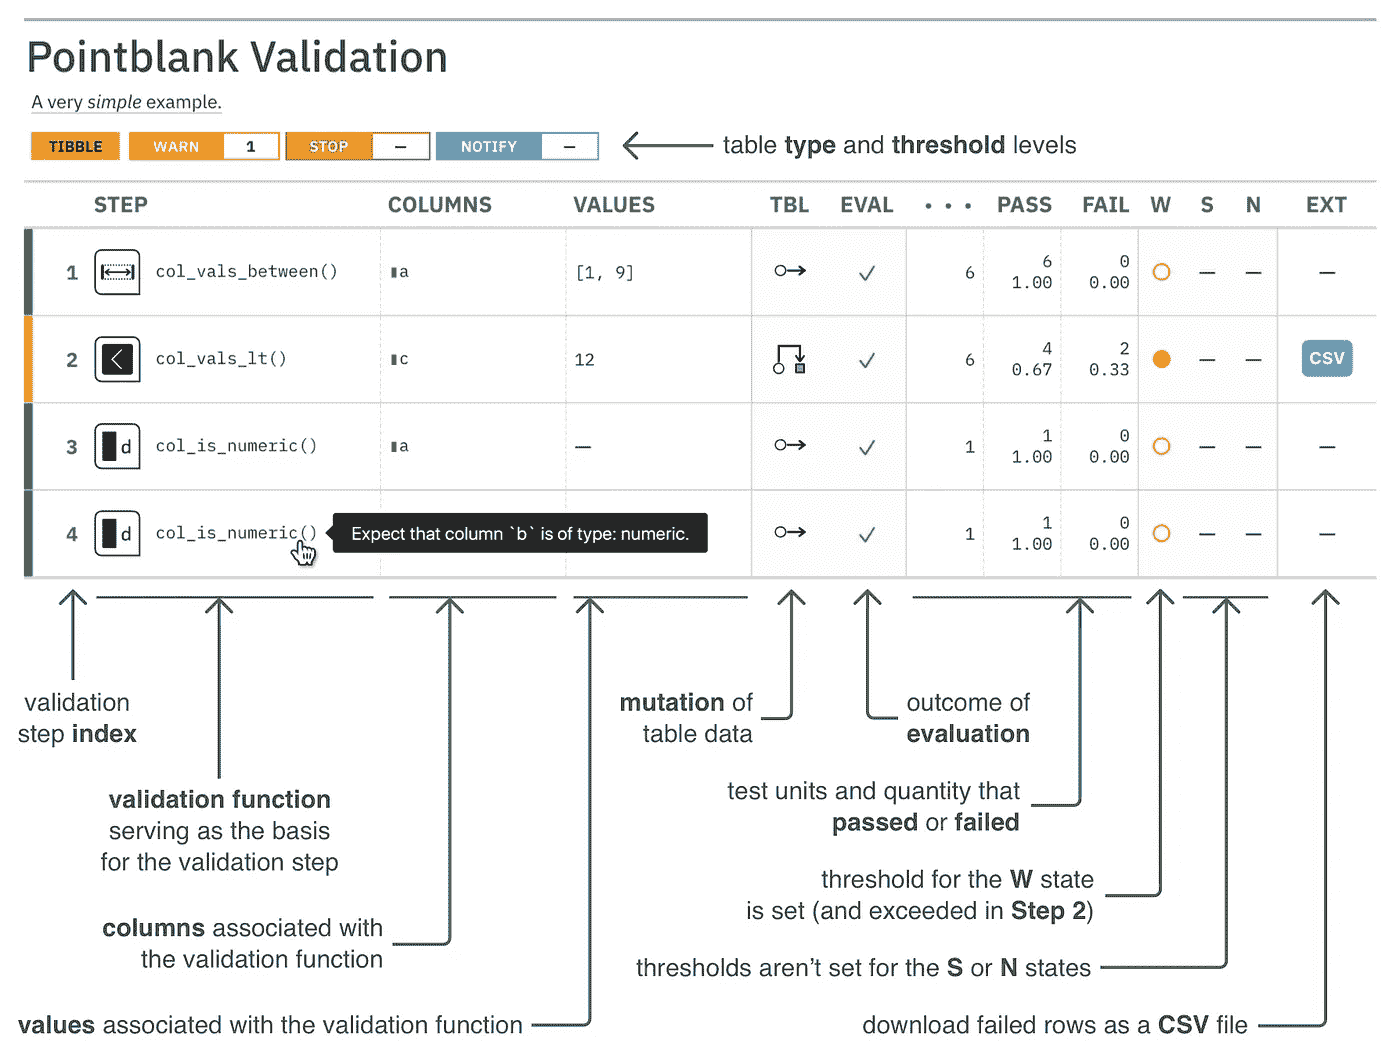 Pointblank Validation
A very simple example.
TIBBLE WARN 1 STOP — NOTIFY —
table type and threshold levels
STEP COLUMNS VALUES TBL EVAL • • • PASS FAIL W S N EXT
1 col_vals_between() a [1, 9] 6 6 0 — — —
1.00 0.00
2 col_vals_lt() c 12 6 4 2 — — CSV
0.67 0.33
3 d col_is_numeric() a — 1 1 0 — — —
1.00 0.00
4 d col_is_numeric() Expect that column `b` is of type: numeric. 1 1 0 — — —
1.00 0.00
validation
step index
mutation of
table data
outcome of
evaluation
validation function
serving as the basis
for the validation step
test units and quantity that
passed or failed
threshold for the W state
is set (and exceeded in Step 2)
columns associated with
the validation function
thresholds aren't set for the S or N states
values associated with the validation function
download failed rows as a CSV file